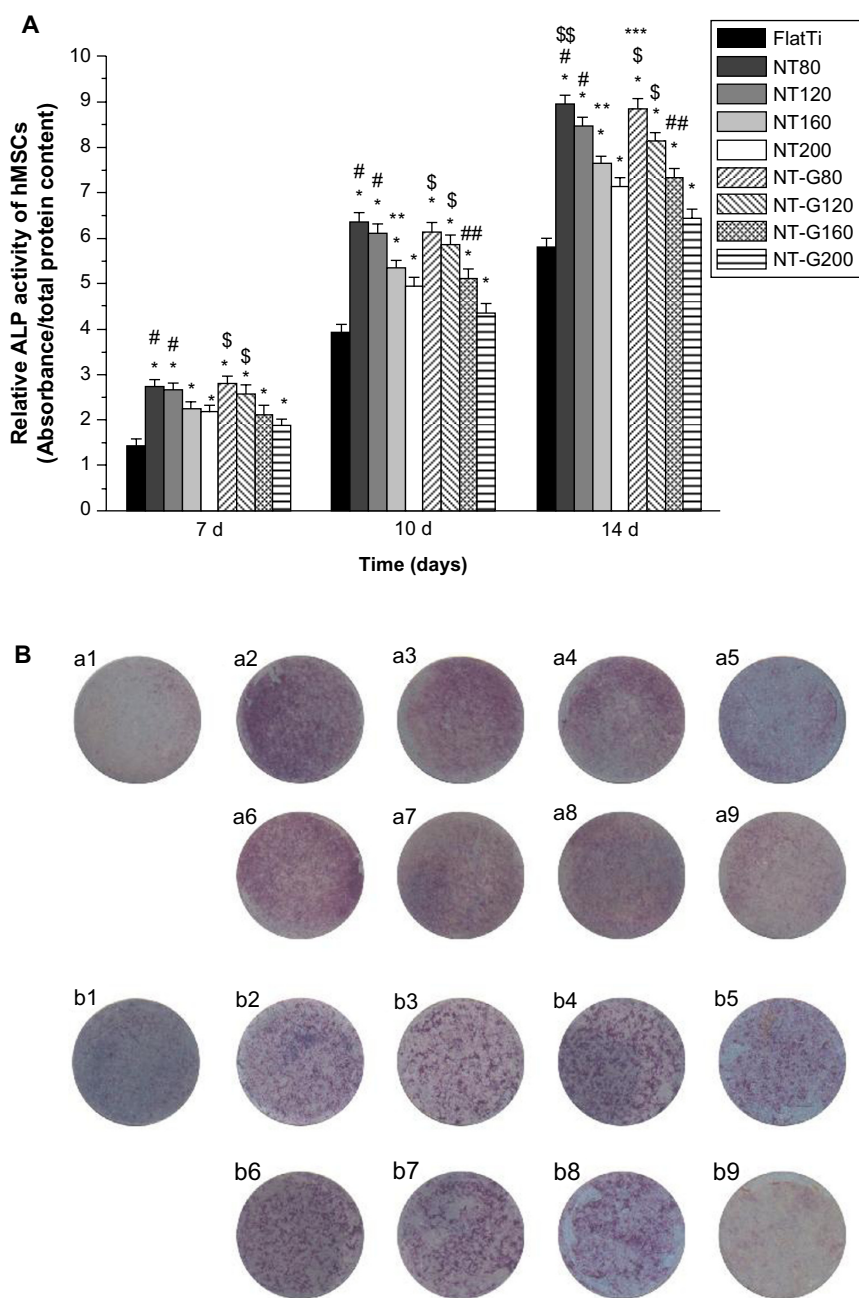 A
Relative ALP activity of hMSCs
(Absorbance/total protein content)
10
9
8
7
6
5
4
3
2
1
0
# # $ $
* * * * * * * *
# # ** $ $ ##
* * * * * * * *
$$ # ** *** $ $ ##
# * * * * * * *
*
7 d 10 d 14 d
Time (days)
FlatTi
NT80
NT120
NT160
NT200
NT-G80
NT-G120
NT-G160
NT-G200
B
a1 a2 a3 a4 a5
a6 a7 a8 a9
b1 b2 b3 b4 b5
b6 b7 b8 b9